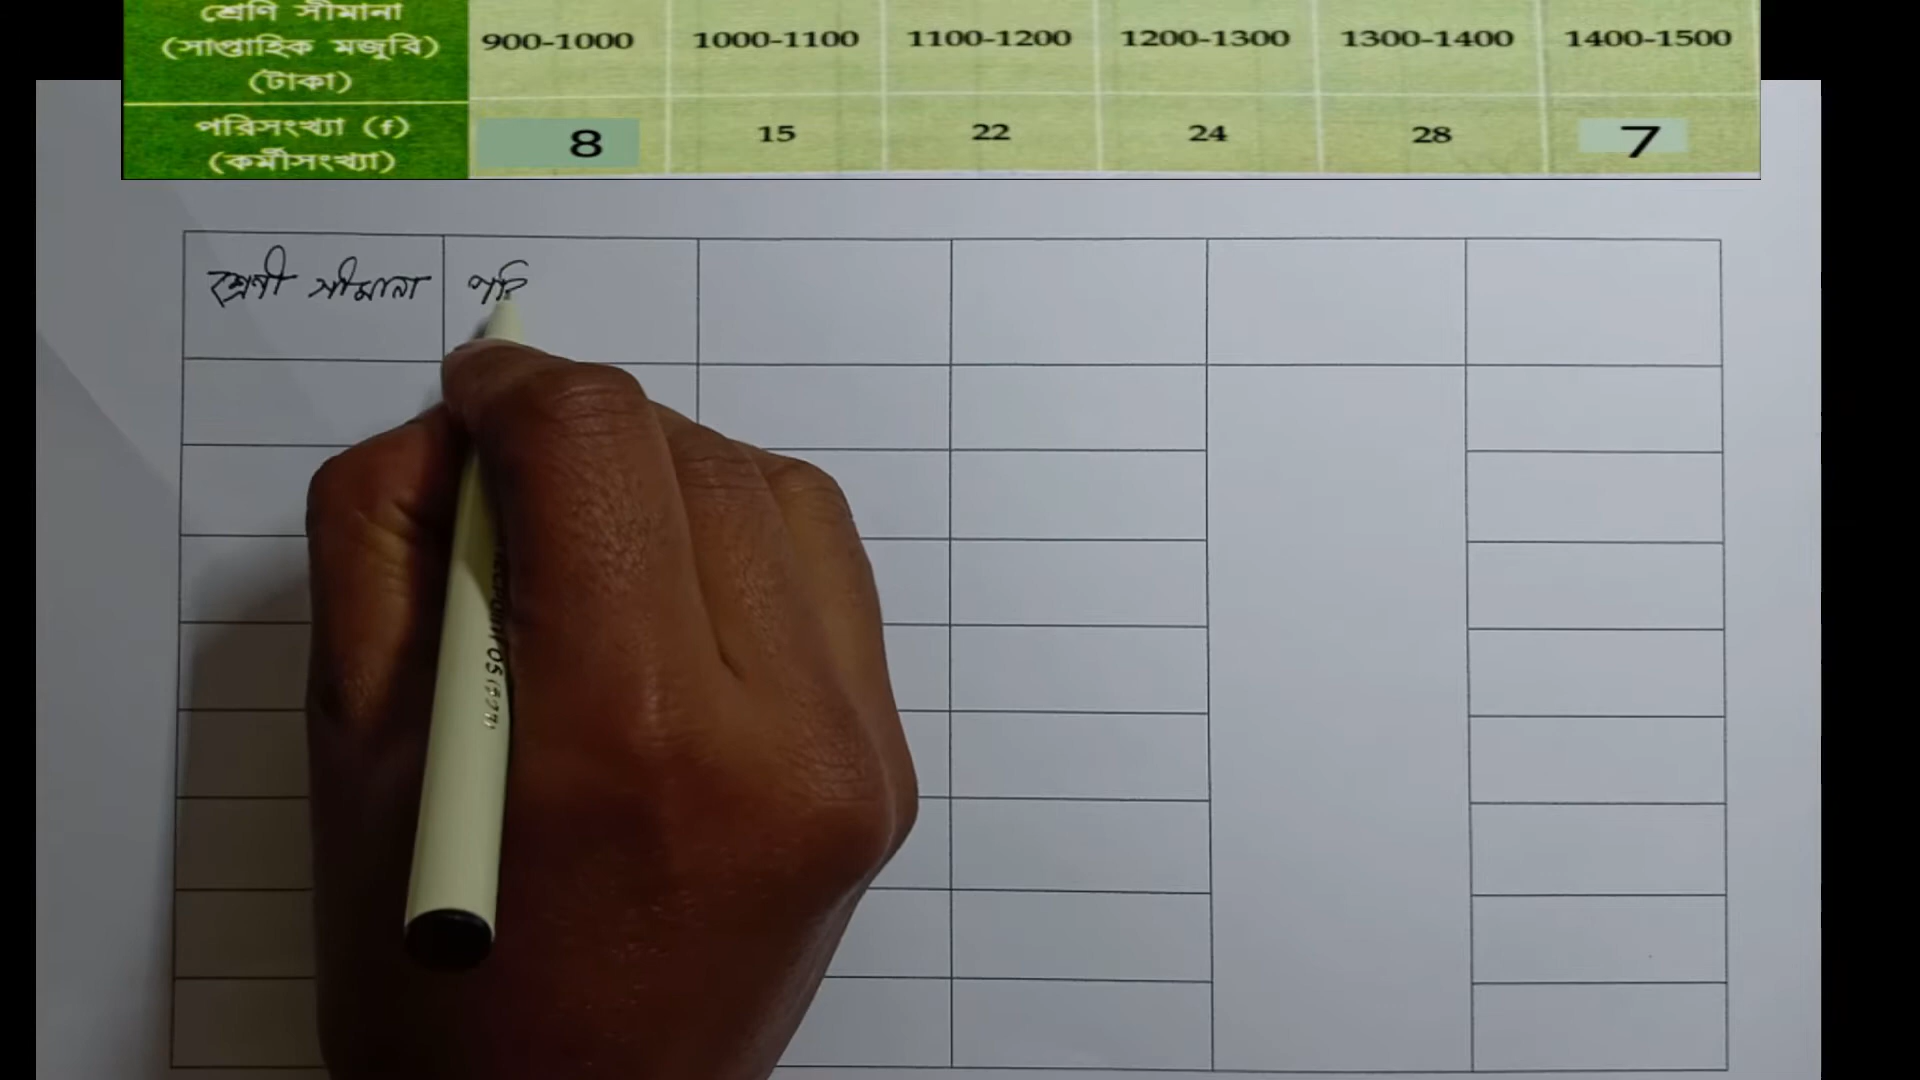 শ্রেণি সীমানা
(সাপ্তাহিক মজুরি)
(টাকা)
900-1000 1000-1100 1100-1200 1200-1300 1300-1400 1400-1500
পরিসংখ্যা (f)
(কর্মীসংখ্যা)
8 15 22 24 28 7
শ্রেণী সীমানা পরি